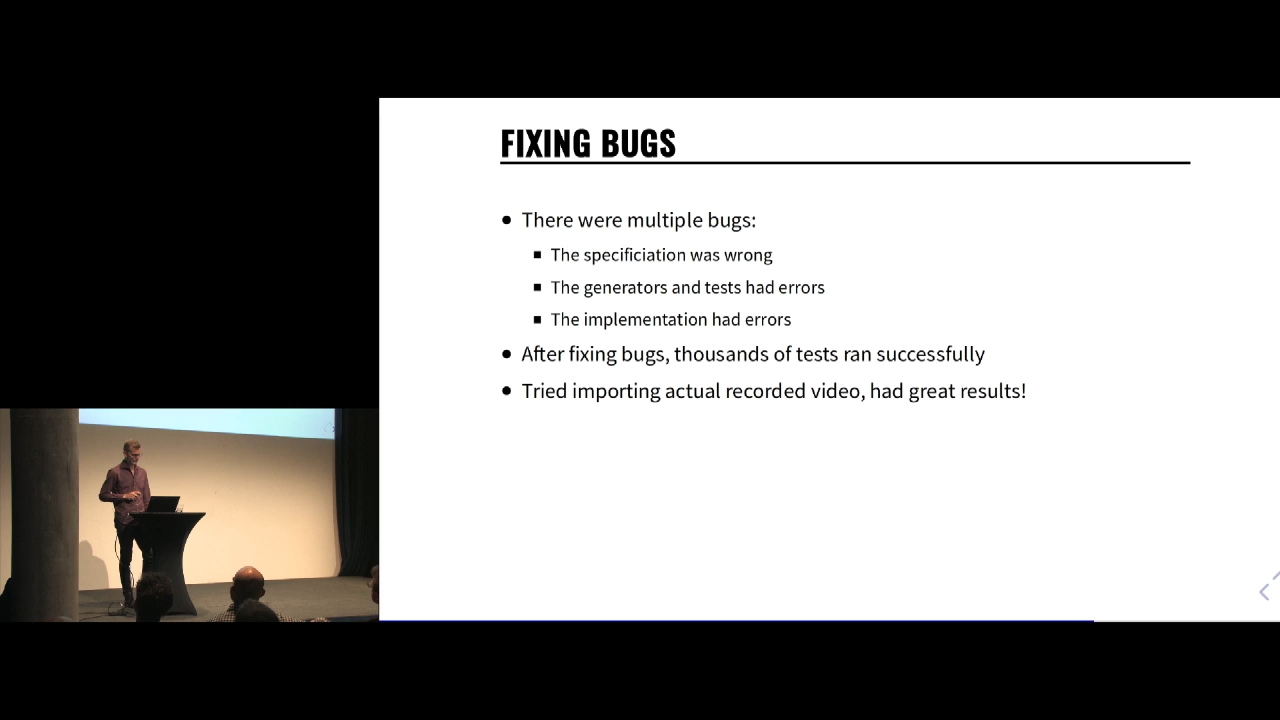 FIXING BUGS
There were multiple bugs:
The specificiation was wrong
The generators and tests had errors
The implementation had errors
After fixing bugs, thousands of tests ran successfully
Tried importing actual recorded video, had great results!